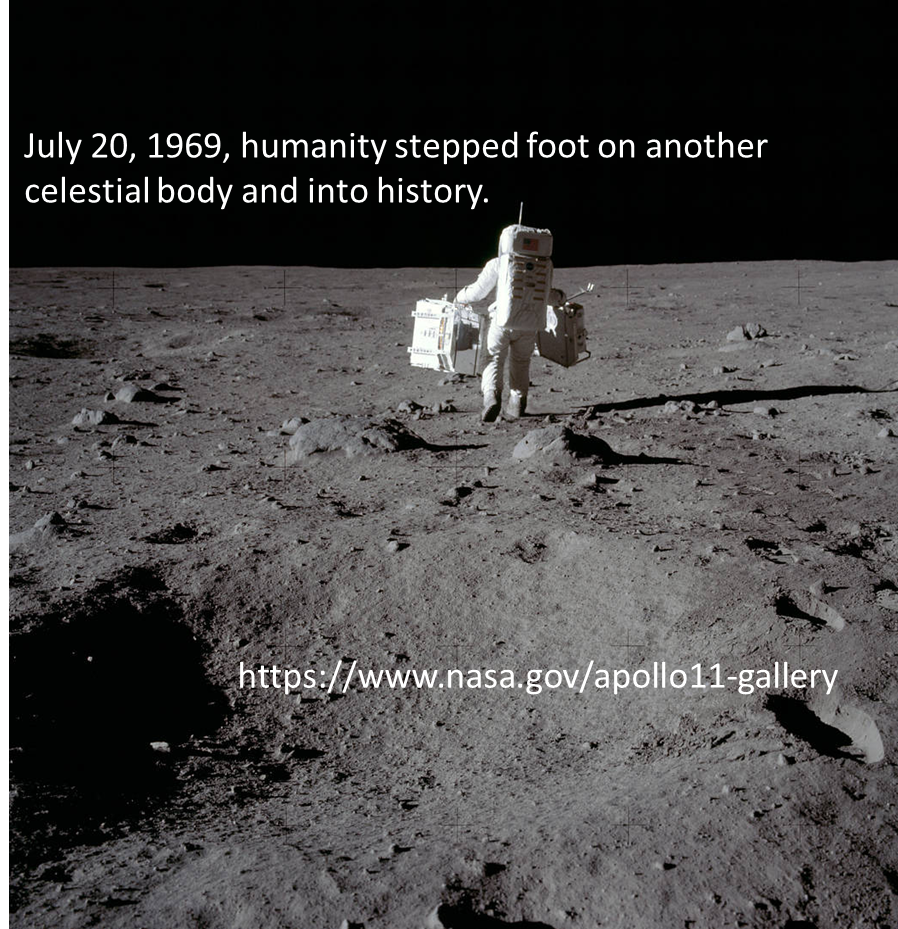 July 20, 1969, humanity stepped foot on another
celestial body and into history.
https://www.nasa.gov/apollo11-gallery